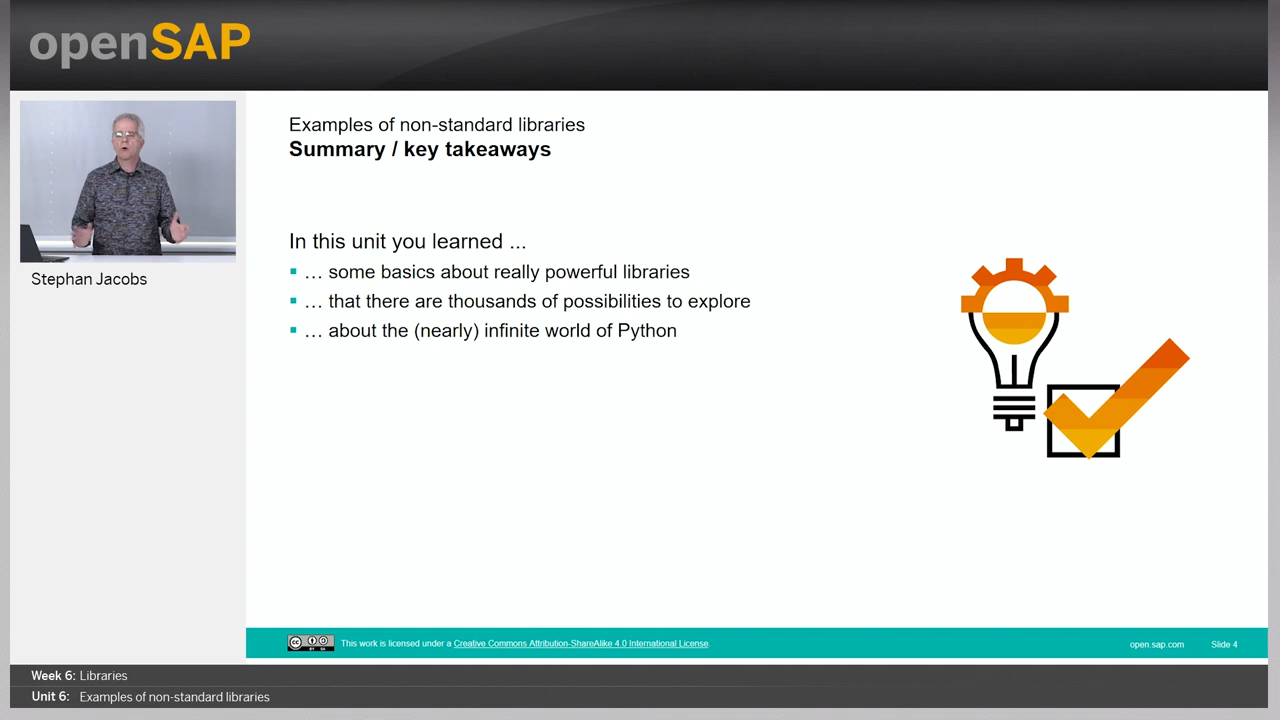 openSAP
Stephan Jacobs
Examples of non-standard libraries
Summary / key takeaways
In this unit you learned ...
… some basics about really powerful libraries
… that there are thousands of possibilities to explore
… about the (nearly) infinite world of Python
cc BY SA This work is licensed under a Creative Commons Attribution-ShareAlike 4.0 International License.
open.sap.com Slide 4
Week 6: Libraries
Unit 6: Examples of non-standard libraries